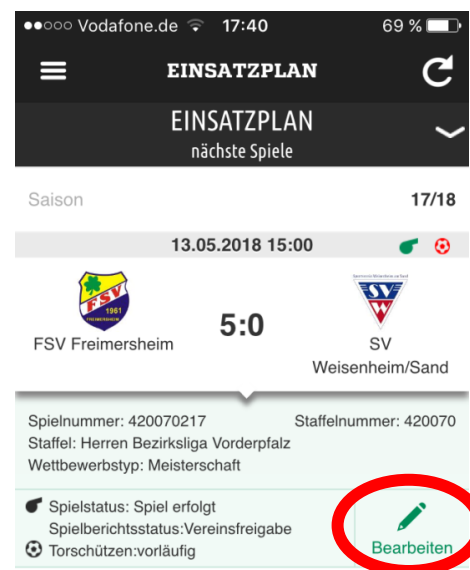 Vodafone.de 17:40 69 %
EINSATZPLAN
EINSATZPLAN
nächste Spiele
Saison 17/18
13.05.2018 15:00
FSV
1961
FREIMERSHEIM
SV
W
FSV Freimersheim
5:0
SV
Weisenheim/Sand
Spielnummer: 420070217 Staffelnummer: 420070
Staffel: Herren Bezirksliga Vorderpfalz
Wettbewerbstyp: Meisterschaft
Spielstatus: Spiel erfolgt
Spielberichtsstatus:Vereinsfreigabe
Torschützen:vorläufig
Bearbeiten